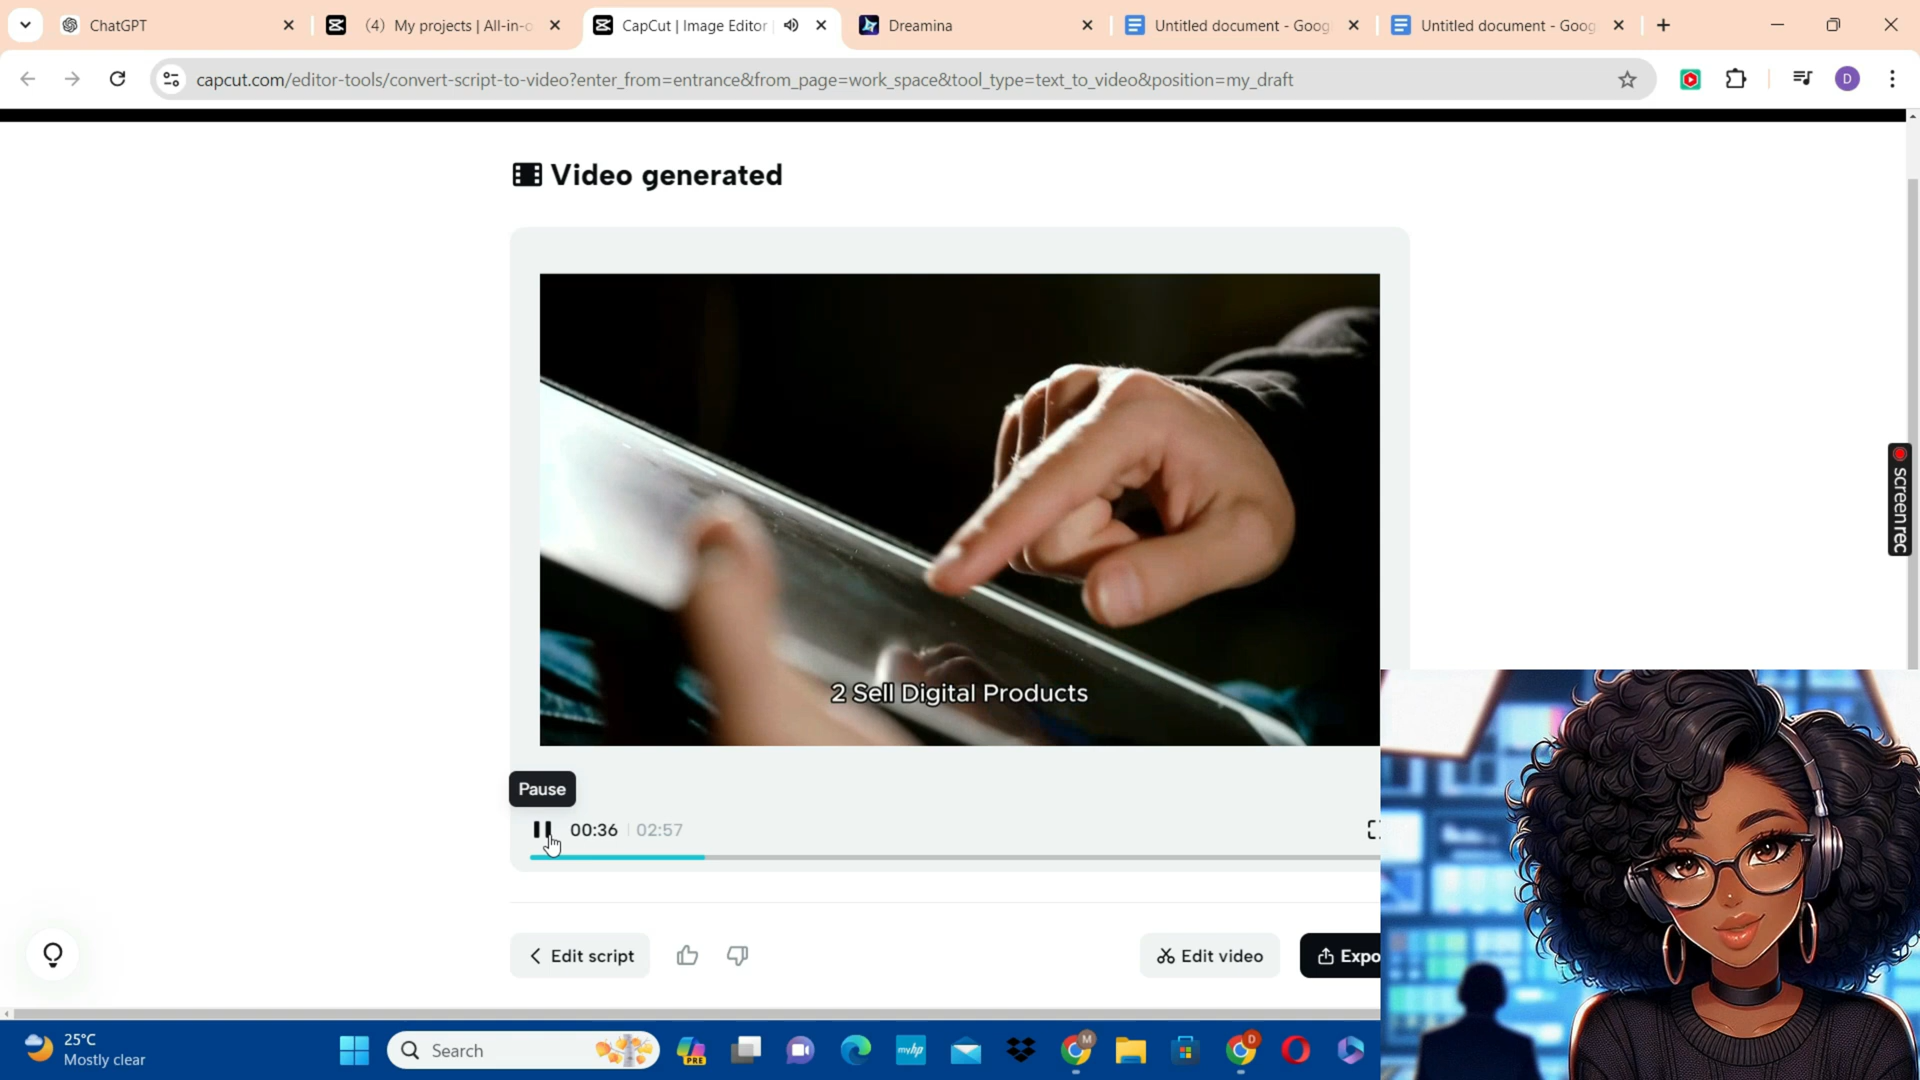 ChatGPT
(4) My projects | All-in-o
CapCut | Image Editor
Dreamina
Untitled document - Goog
Untitled document - Goog
capcut.com/editor-tools/convert-script-to-video?enter_from=entrance&from_page=work_space&tool_type=text_to_video&position=my_draft
D
Video generated
2 Sell Digital Products
screenrec
Pause
00:36 | 02:57
Edit script
Edit video
Expo
25°C
Mostly clear
Search
PRE
myhp
M
D